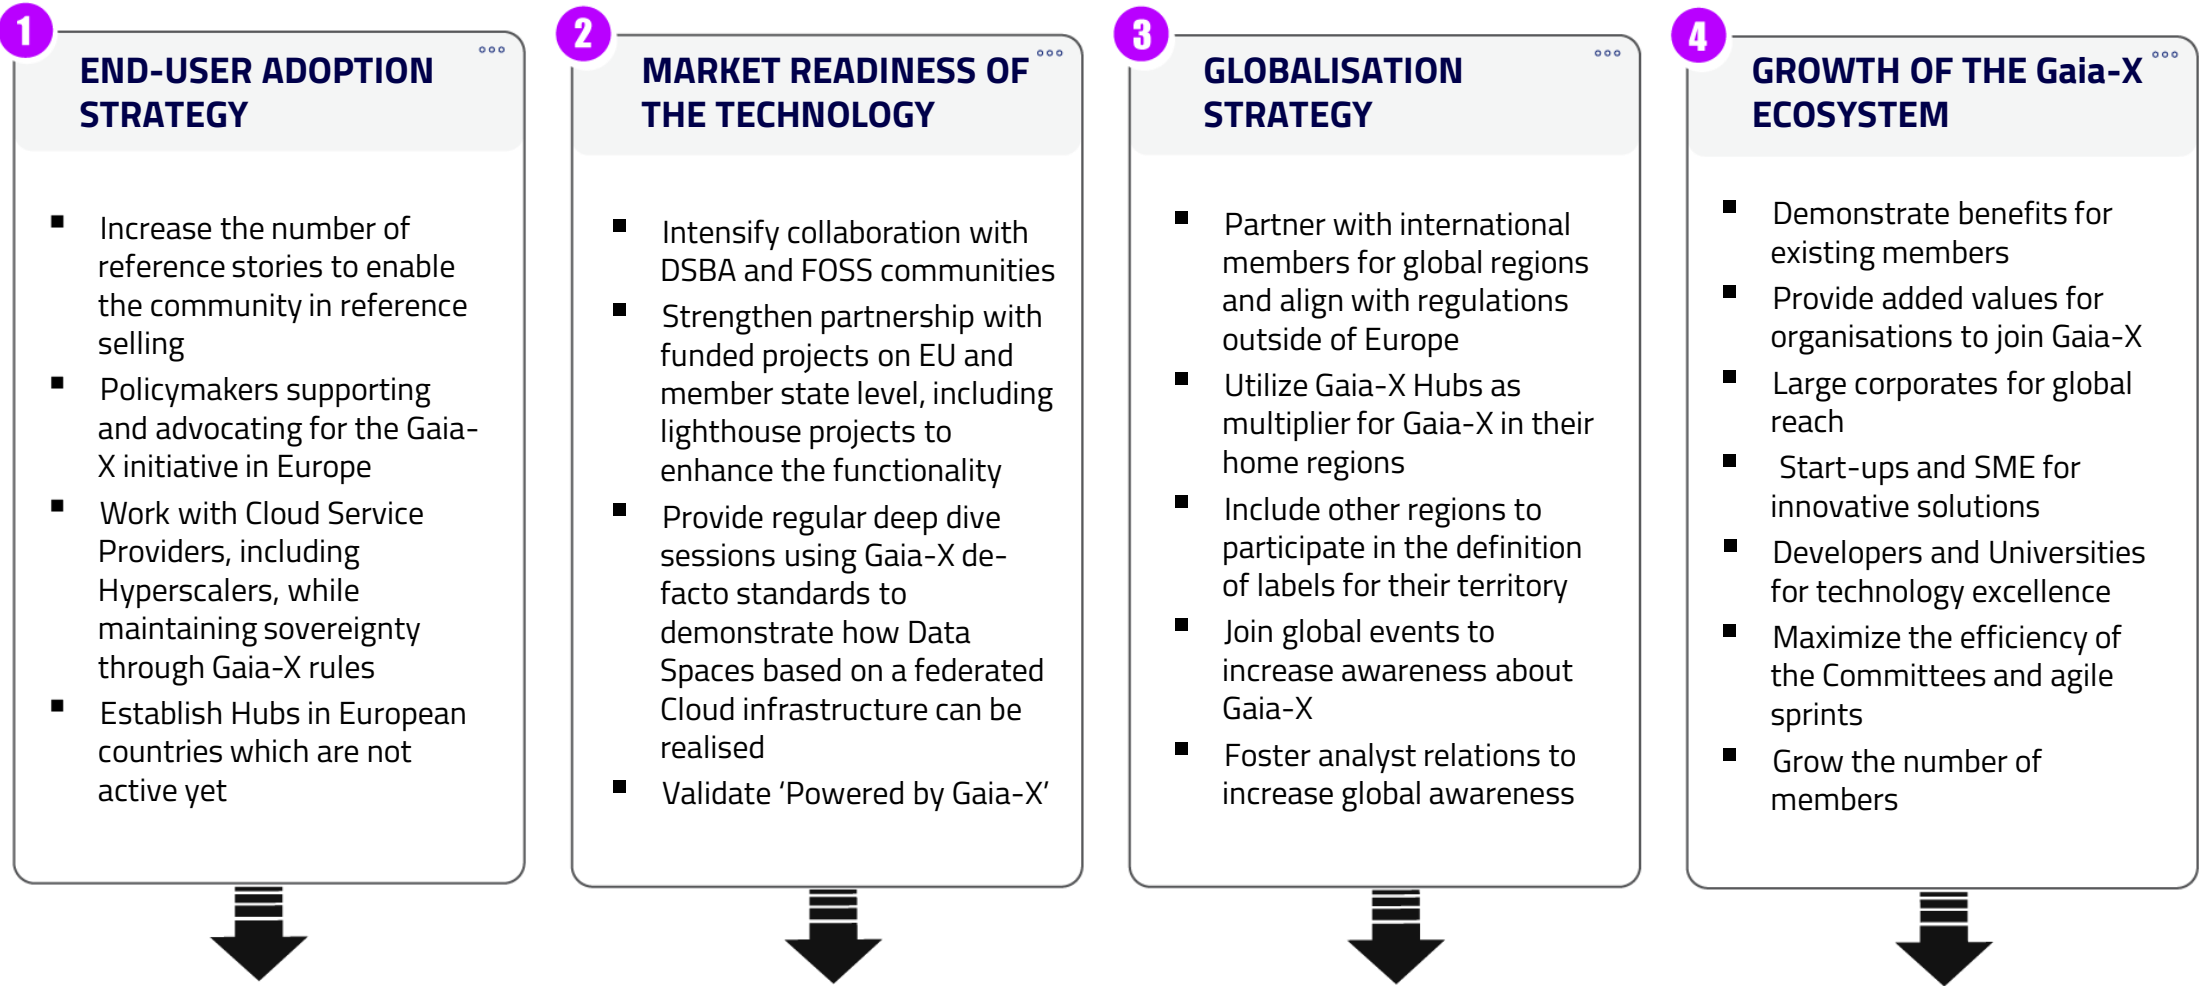 1
END-USER ADOPTION
STRATEGY
▪ Increase the number of
reference stories to enable
the community in reference
selling
▪ Policymakers supporting
and advocating for the Gaia-
X initiative in Europe
▪ Work with Cloud Service
Providers, including
Hyperscalers, while
maintaining sovereignty
through Gaia-X rules
▪ Establish Hubs in European
countries which are not
active yet
2
MARKET READINESS OF
THE TECHNOLOGY
▪ Intensify collaboration with
DSBA and FOSS communities
▪ Strengthen partnership with
funded projects on EU and
member state level, including
lighthouse projects to
enhance the functionality
▪ Provide regular deep dive
sessions using Gaia-X de-
facto standards to
demonstrate how Data
Spaces based on a federated
Cloud infrastructure can be
realised
▪ Validate ‘Powered by Gaia-X’
3
GLOBALISATION
STRATEGY
▪ Partner with international
members for global regions
and align with regulations
outside of Europe
▪ Utilize Gaia-X Hubs as
multiplier for Gaia-X in their
home regions
▪ Include other regions to
participate in the definition
of labels for their territory
▪ Join global events to
increase awareness about
Gaia-X
▪ Foster analyst relations to
increase global awareness
4
GROWTH OF THE Gaia-X
ECOSYSTEM
▪ Demonstrate benefits for
existing members
▪ Provide added values for
organisations to join Gaia-X
▪ Large corporates for global
reach
▪ Start-ups and SME for
innovative solutions
▪ Developers and Universities
for technology excellence
▪ Maximize the efficiency of
the Committees and agile
sprints
▪ Grow the number of
members